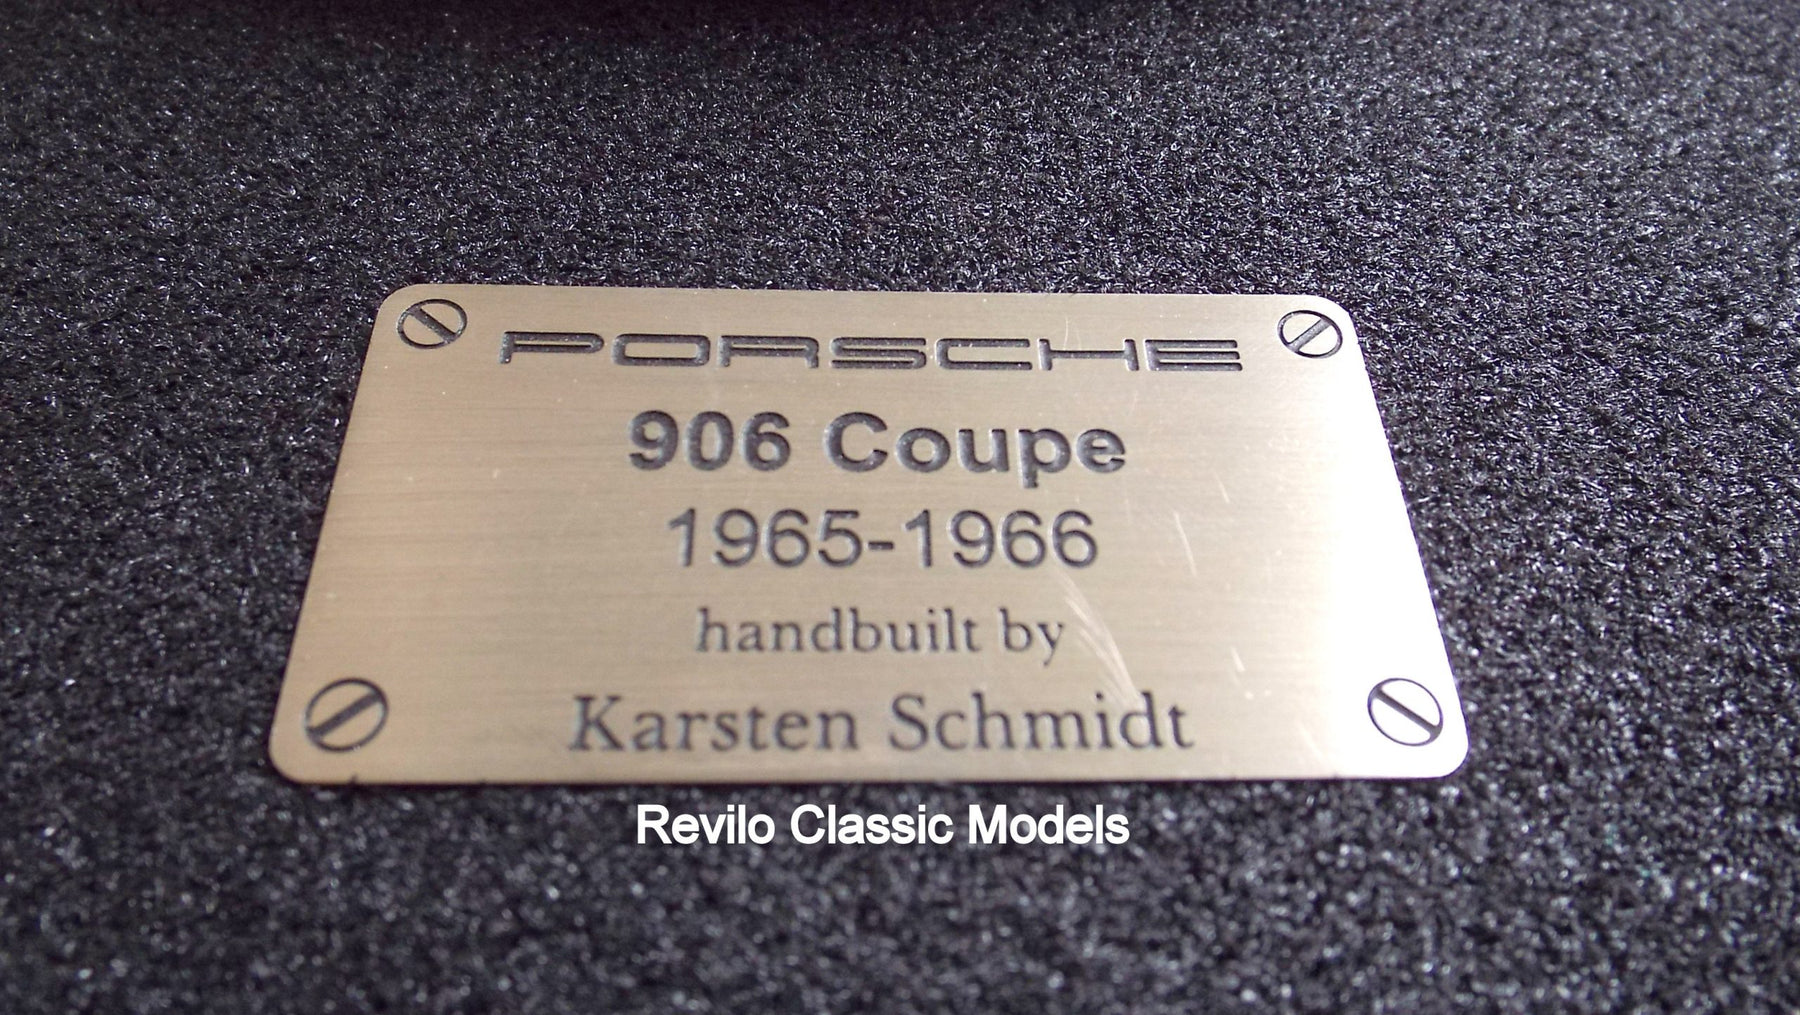 PORSCHE
906 Coupe
1965-1966
handbuilt by
Karsten Schmidt
Revilo Classic Models